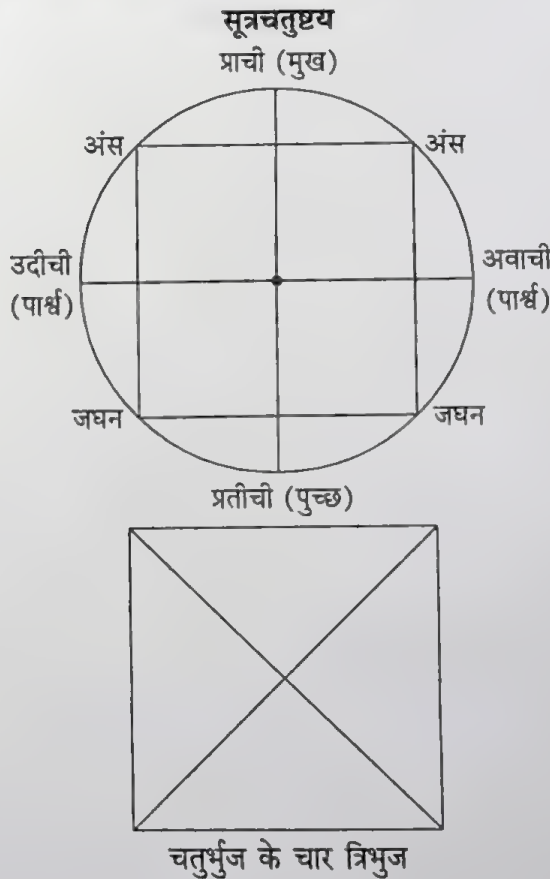 सूत्रचतुष्टय
प्राची (मुख)
अंस
अंस
उदीची
(पार्श्व)
अवाची
(पार्श्व)
जघन
जघन
प्रतीची (पुच्छ)
चतुर्भुज के चार त्रिभुज